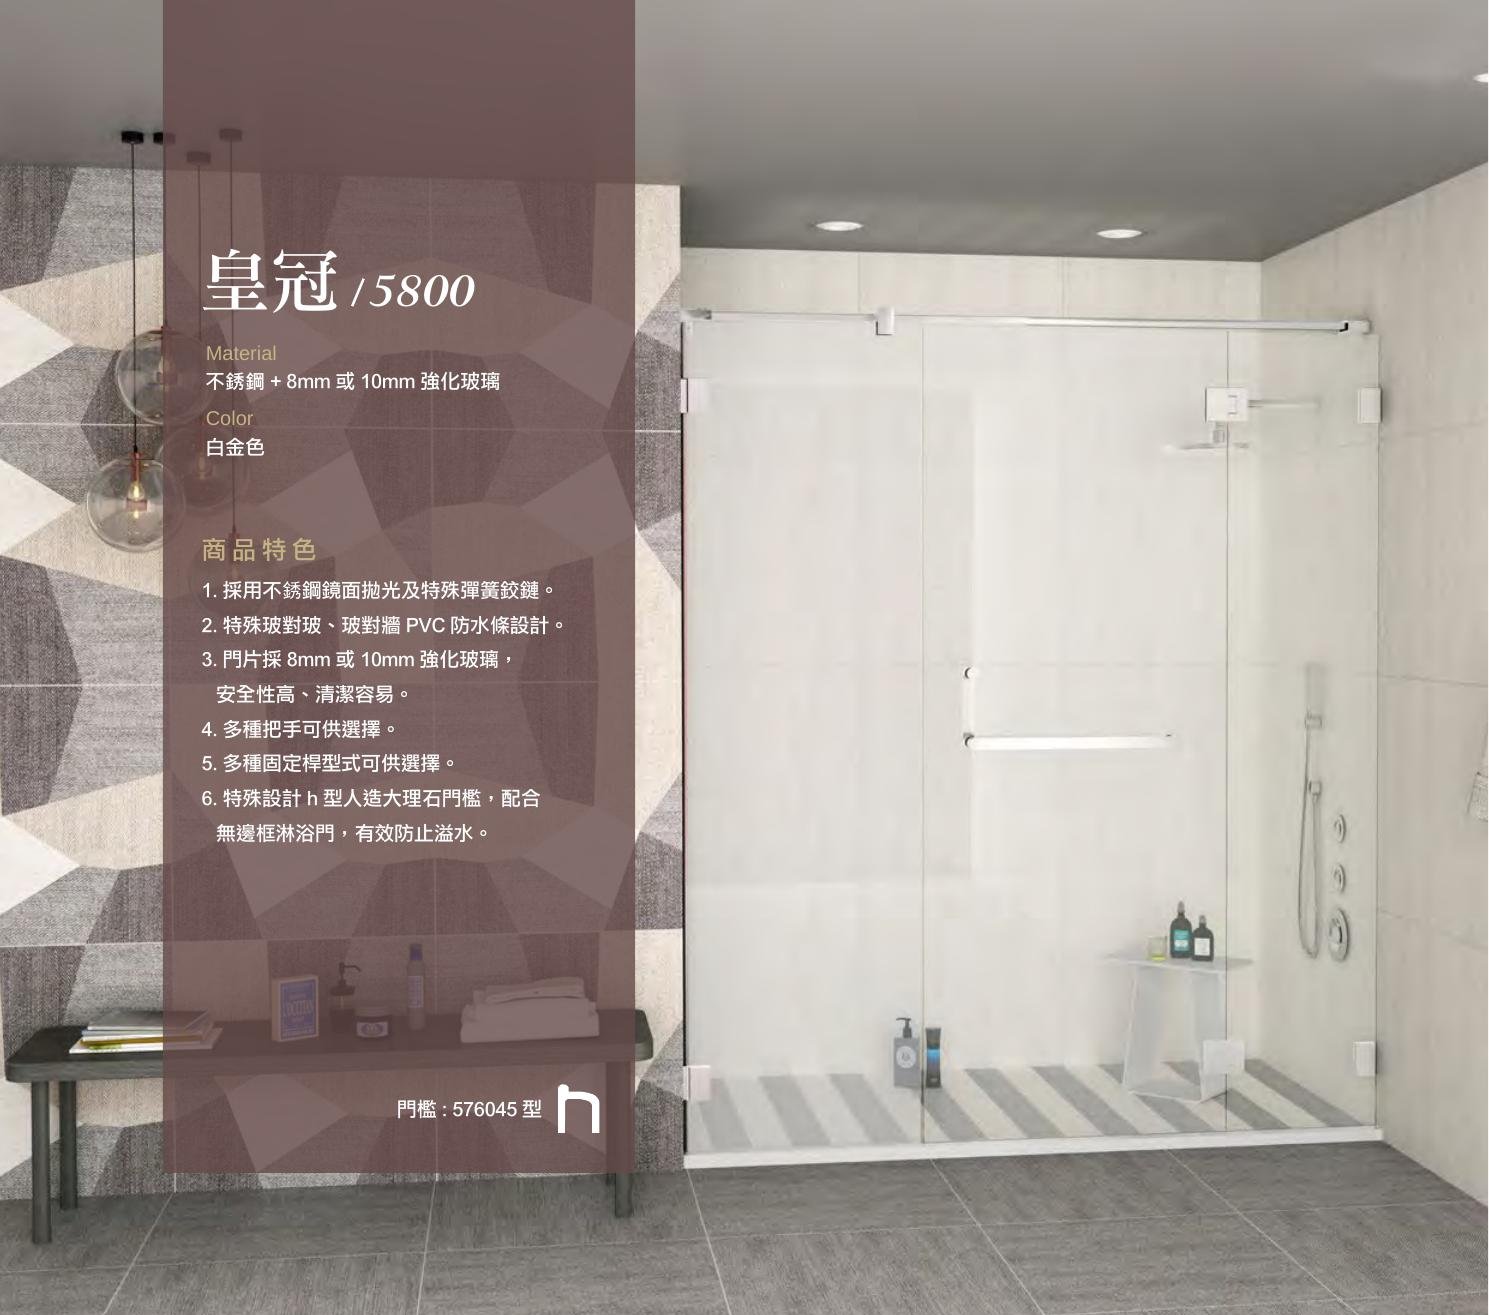 皇冠 / 5800
Material
不銹鋼 + 8mm 或 10mm 強化玻璃
Color
白金色
商品特色
1. 採用不銹鋼鏡面拋光及特殊彈簧鉸鏈。
2. 特殊玻對玻、玻對牆 PVC 防水條設計。
3. 門片採 8mm 或 10mm 強化玻璃，
安全性高、清潔容易。
4. 多種把手可供選擇。
5. 多種固定桿型式可供選擇。
6. 特殊設計 h 型人造大理石門檻，配合
無邊框淋浴門，有效防止溢水。
L'OCCITAN
門檻 : 576045 型 h